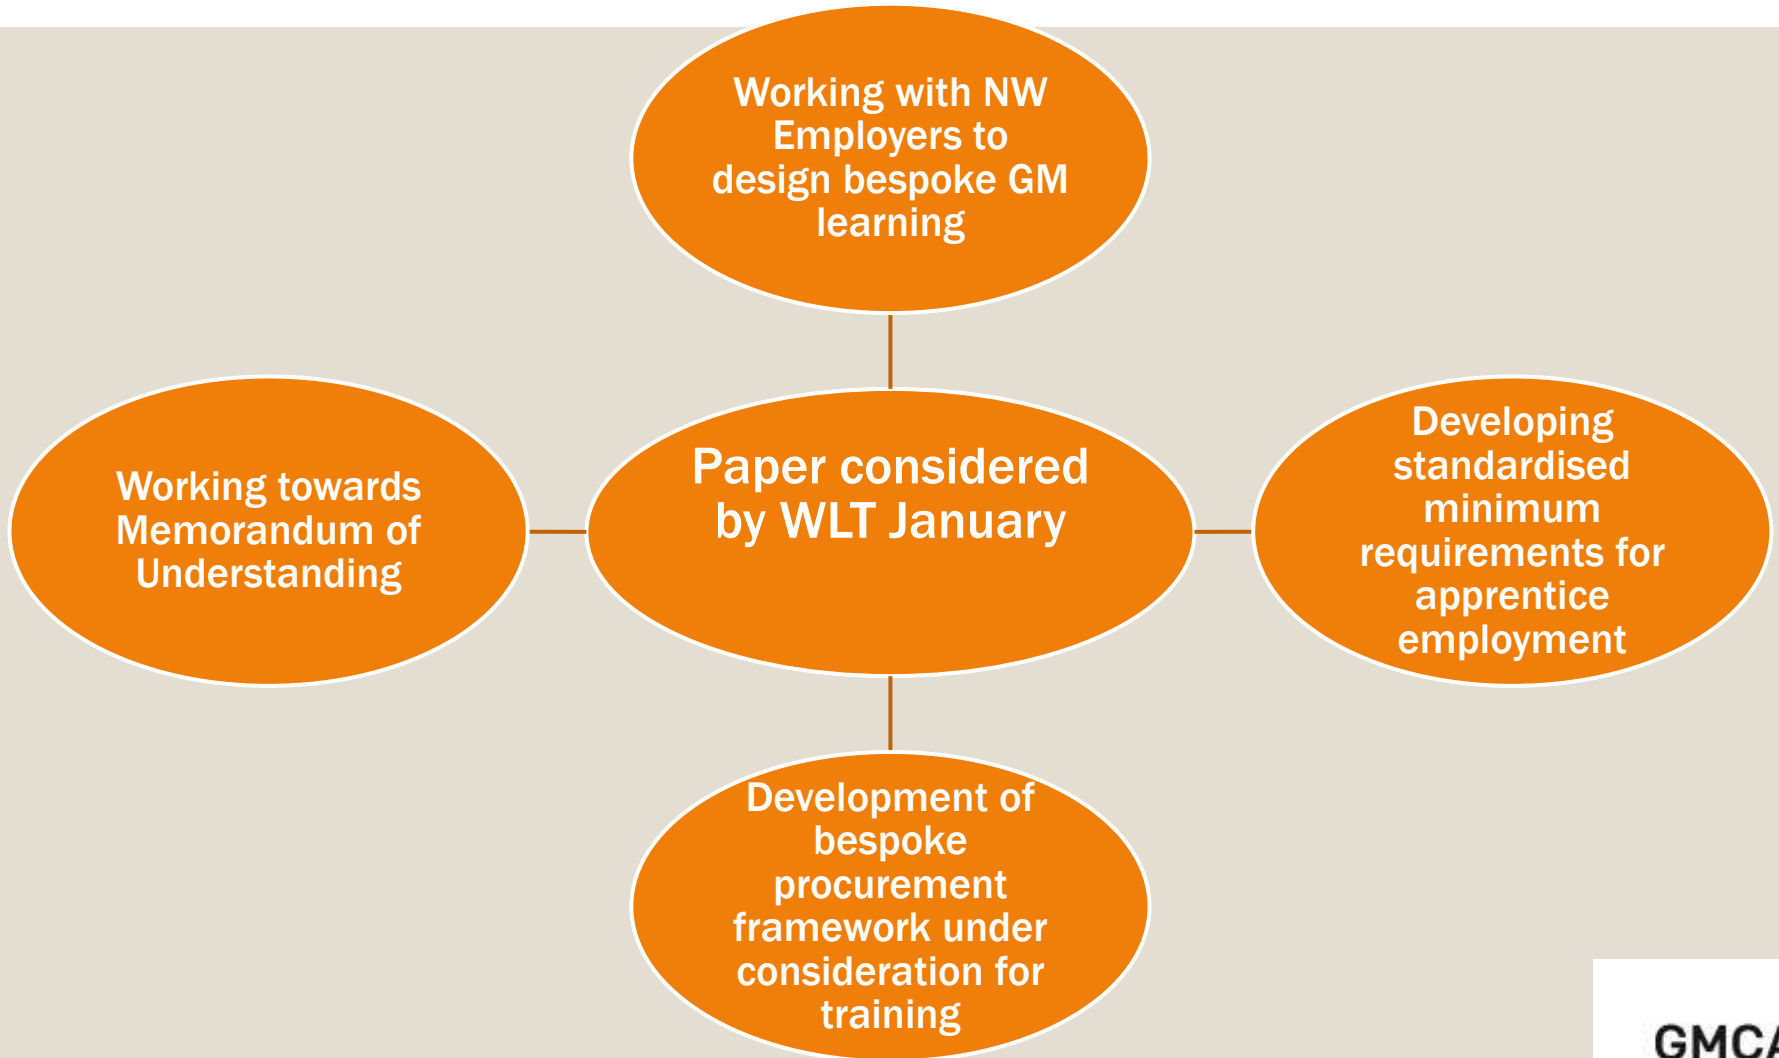 Working with NW
Employers to
design bespoke GM
learning
Working towards
Memorandum of
Understanding
Paper considered
by WLT January
Developing
standardised
minimum
requirements for
apprentice
employment
Development of
bespoke
procurement
framework under
consideration for
training
GMCA